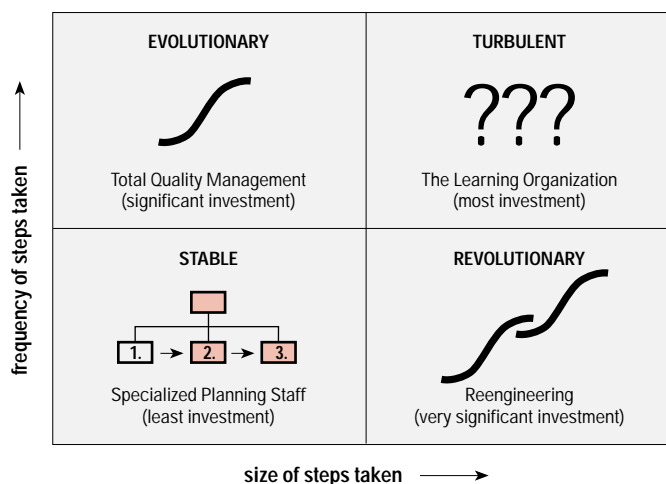 EVOLUTIONARY
Total Quality Management
(significant investment)
TURBULENT
???
The Learning Organization
(most investment)
STABLE
1.
2.
3.
Specialized Planning Staff
(least investment)
REVOLUTIONARY
Reengineering
(very significant investment)
frequency of steps taken
size of steps taken